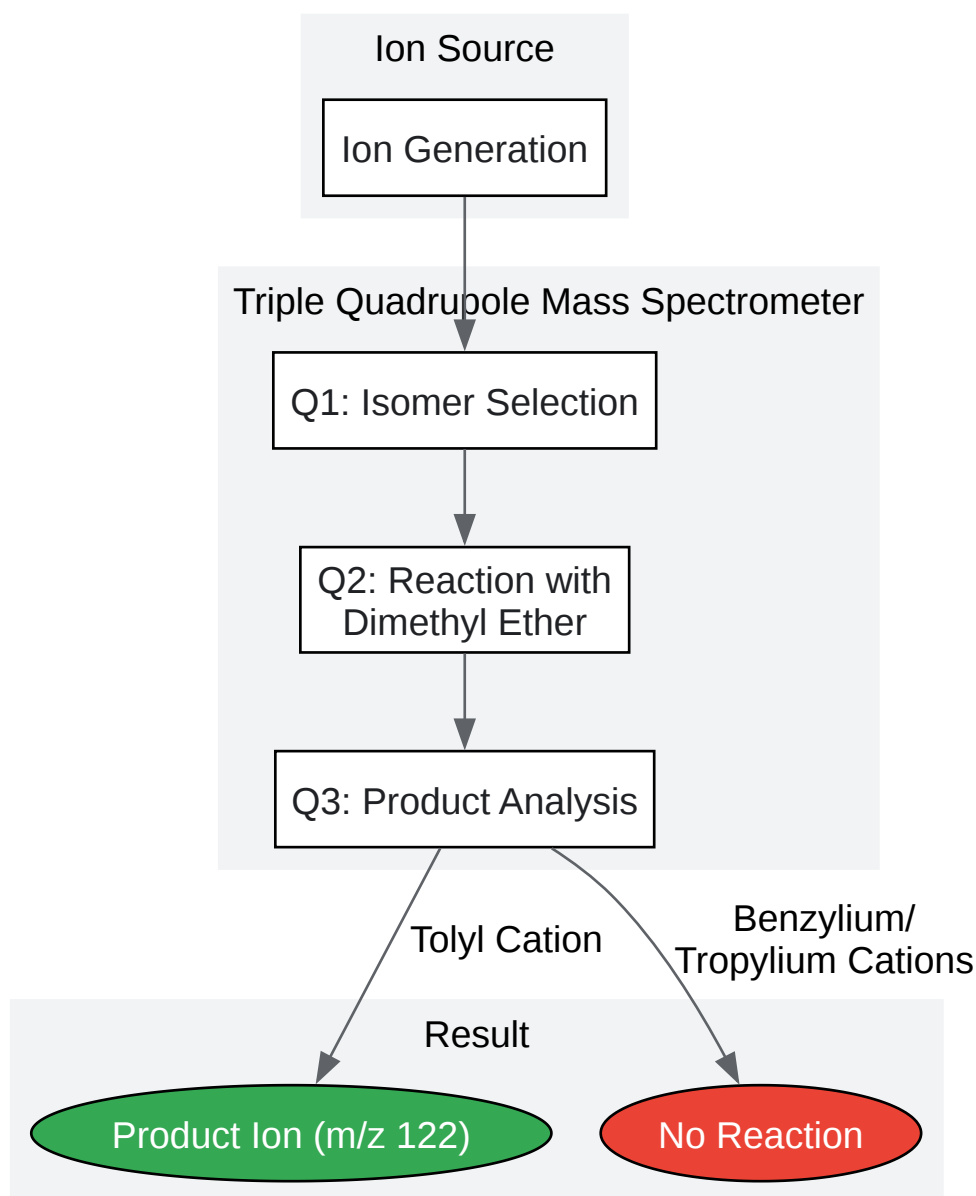 Ion Source
Ion Generation
Triple Quadrupole Mass Spectrometer
Q1: Isomer Selection
Q2: Reaction with
Dimethyl Ether
Q3: Product Analysis
Tolyl Cation
Benzylium/
Tropylium Cations
Result
Product Ion (m/z 122)
No Reaction